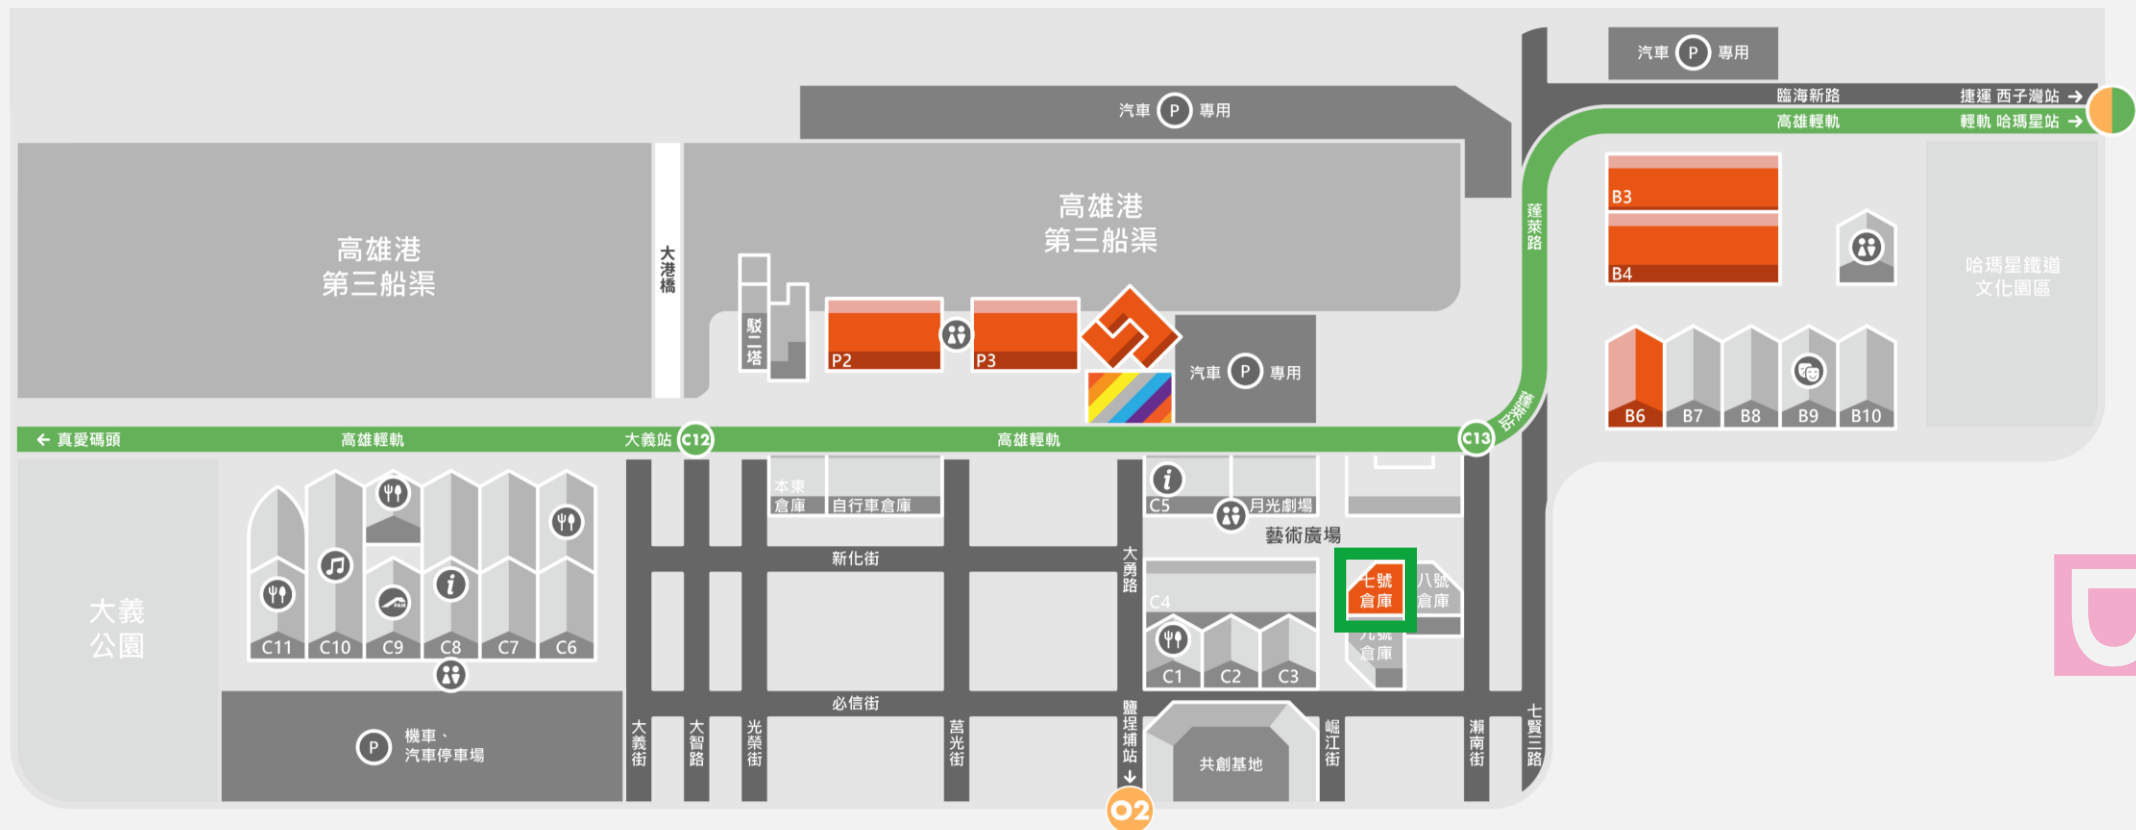 汽車 P 專用
臨海新路
捷運 西子灣站 →
汽車 P 專用
高雄輕軌
輕軌 哈瑪星站 →
高雄港
第三船渠
大港橋
高雄港
第三船渠
蓬萊路
B3
B4
哈瑪星鐵道
文化園區
駁二塔
P2
P3
汽車 P 專用
B6
B7
B8
B9
B10
← 真愛碼頭
高雄輕軌
大義站
C12
高雄輕軌
C13
蓬萊站
本東
倉庫
自行車倉庫
C5
月光劇場
藝術廣場
新化街
大勇路
七號
倉庫
八號
倉庫
C4
九號
倉庫
大義
公園
C11
C10
C9
C8
C7
C6
C1
C2
C3
必信街
P
機車、
汽車停車場
大義街
大智路
光榮街
莒光街
鹽埕埔站
↓
O2
共創基地
崛江街
瀨南街
七賢三路